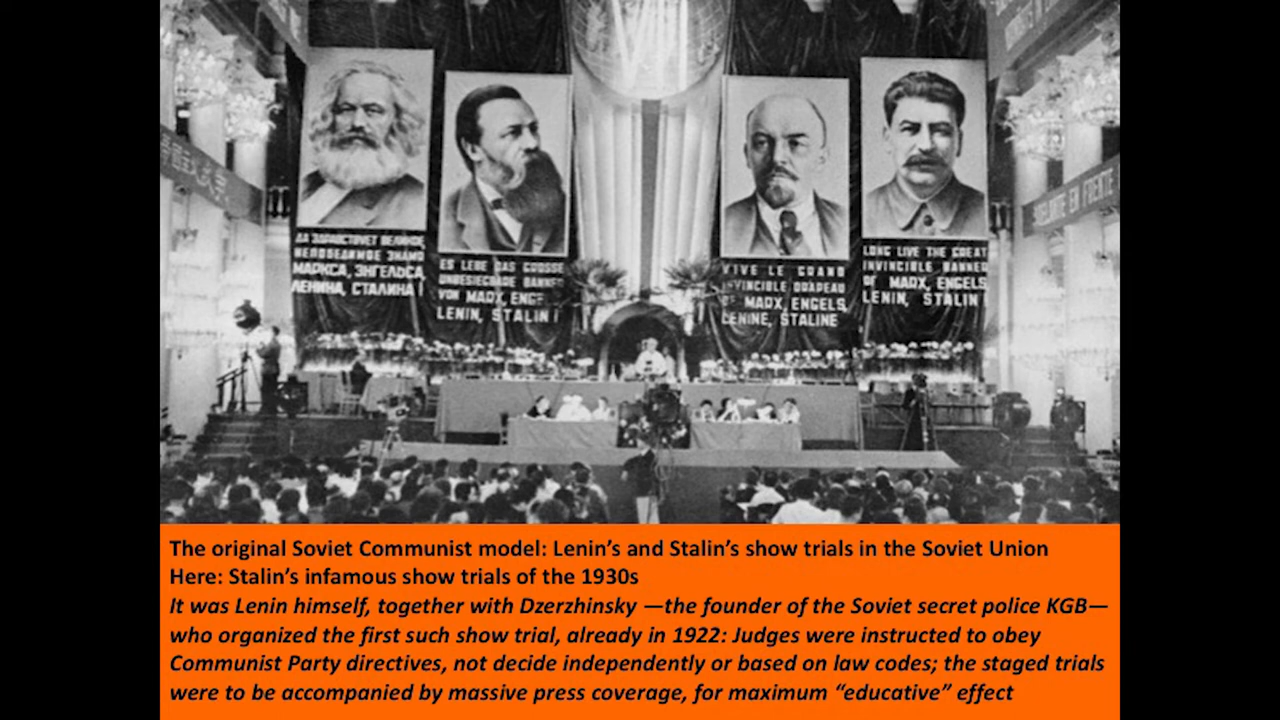 ДА ЗДРАВСТВУЕТ ВЕЛИКОЕ
НЕПОБЕДИМОЕ ЗНАМЯ
МАРКСА, ЭНГЕЛЬСА,
ЛЕНИНА, СТАЛИНА!
ES LEBE DAS GROSSE
UNBESIEGBARE BANNER
VON MARX, ENGE
LENIN, STALIN!
VIVE LE GRAND
INVINCIBLE DRAPEAU
DE MARX, ENGELS,
LENINE, STALINE
LONG LIVE THE GREAT
INVINCIBLE BANNER
OF MARX, ENGELS
LENIN, STALIN!
ADELANTE EN FRENTE
The original Soviet Communist model: Lenin’s and Stalin’s show trials in the Soviet Union
Here: Stalin’s infamous show trials of the 1930s
It was Lenin himself, together with Dzerzhinsky —the founder of the Soviet secret police KGB—
who organized the first such show trial, already in 1922: Judges were instructed to obey
Communist Party directives, not decide independently or based on law codes; the staged trials
were to be accompanied by massive press coverage, for maximum “educative” effect